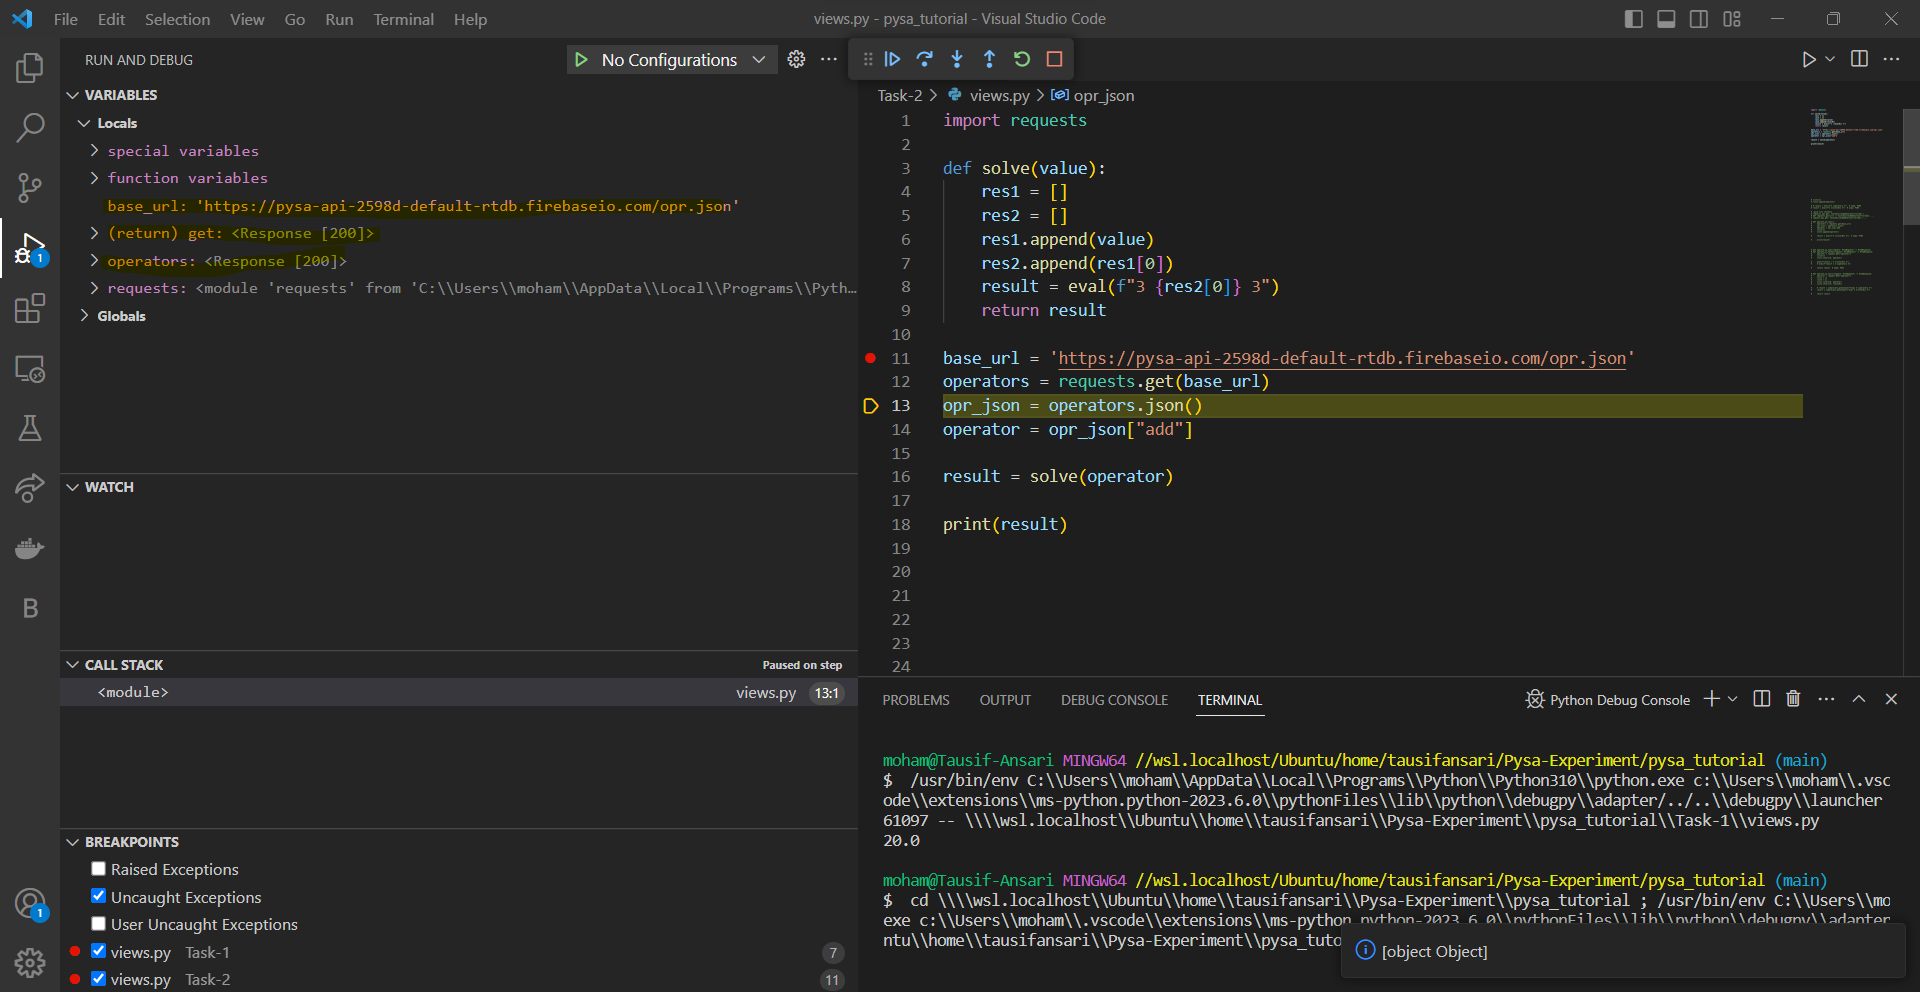 File Edit Selection View Go Run Terminal Help
views.py - pysa_tutorial - Visual Studio Code
RUN AND DEBUG
No Configurations
VARIABLES
Locals
special variables
function variables
base_url: 'https://pysa-api-2598d-default-rtdb.firebaseio.com/opr.json'
(return) get: <Response [200]>
operators: <Response [200]>
requests: <module 'requests' from 'C:\\Users\\moham\\AppData\\Local\\Programs\\Pyth…
Globals
WATCH
CALL STACK
Paused on step
<module>
views.py 13:1
BREAKPOINTS
Raised Exceptions
Uncaught Exceptions
User Uncaught Exceptions
views.py Task-1 7
views.py Task-2 11
1
B
1
Task-2 > views.py > opr_json
1 import requests
2
3 def solve(value):
4 res1 = []
5 res2 = []
6 res1.append(value)
7 res2.append(res1[0])
8 result = eval(f"3 {res2[0]} 3")
9 return result
10
11 base_url = 'https://pysa-api-2598d-default-rtdb.firebaseio.com/opr.json'
12 operators = requests.get(base_url)
13 opr_json = operators.json()
14 operator = opr_json["add"]
15
16 result = solve(operator)
17
18 print(result)
19
20
21
22
23
24
PROBLEMS OUTPUT DEBUG CONSOLE TERMINAL
Python Debug Console
moham@Tausif-Ansari MINGW64 //wsl.localhost/Ubuntu/home/tausifansari/Pysa-Experiment/pysa_tutorial (main)
$ /usr/bin/env C:\\Users\\moham\\AppData\\Local\\Programs\\Python\\Python310\\python.exe c:\\Users\\moham\\.vsc
ode\\extensions\\ms-python.python-2023.6.0\\pythonFiles\\lib\\python\\debugpy\\adapter/../..\\debugpy\\launcher
61097 -- \\\\wsl.localhost\\Ubuntu\\home\\tausifansari\\Pysa-Experiment\\pysa_tutorial\\Task-1\\views.py
20.0
moham@Tausif-Ansari MINGW64 //wsl.localhost/Ubuntu/home/tausifansari/Pysa-Experiment/pysa_tutorial (main)
$ cd \\\\wsl.localhost\\Ubuntu\\home\\tausifansari\\Pysa-Experiment\\pysa_tutorial ; /usr/bin/env C:\\Users\\mo
exe c:\\Users\\moham\\.vscode\\extensions\\ms-python.python-2023.6.0\\pythonFiles\\lib\\python\\debugpy\\adapter
ntu\\home\\tausifansari\\Pysa-Experiment\\pysa_tuto
[object Object]